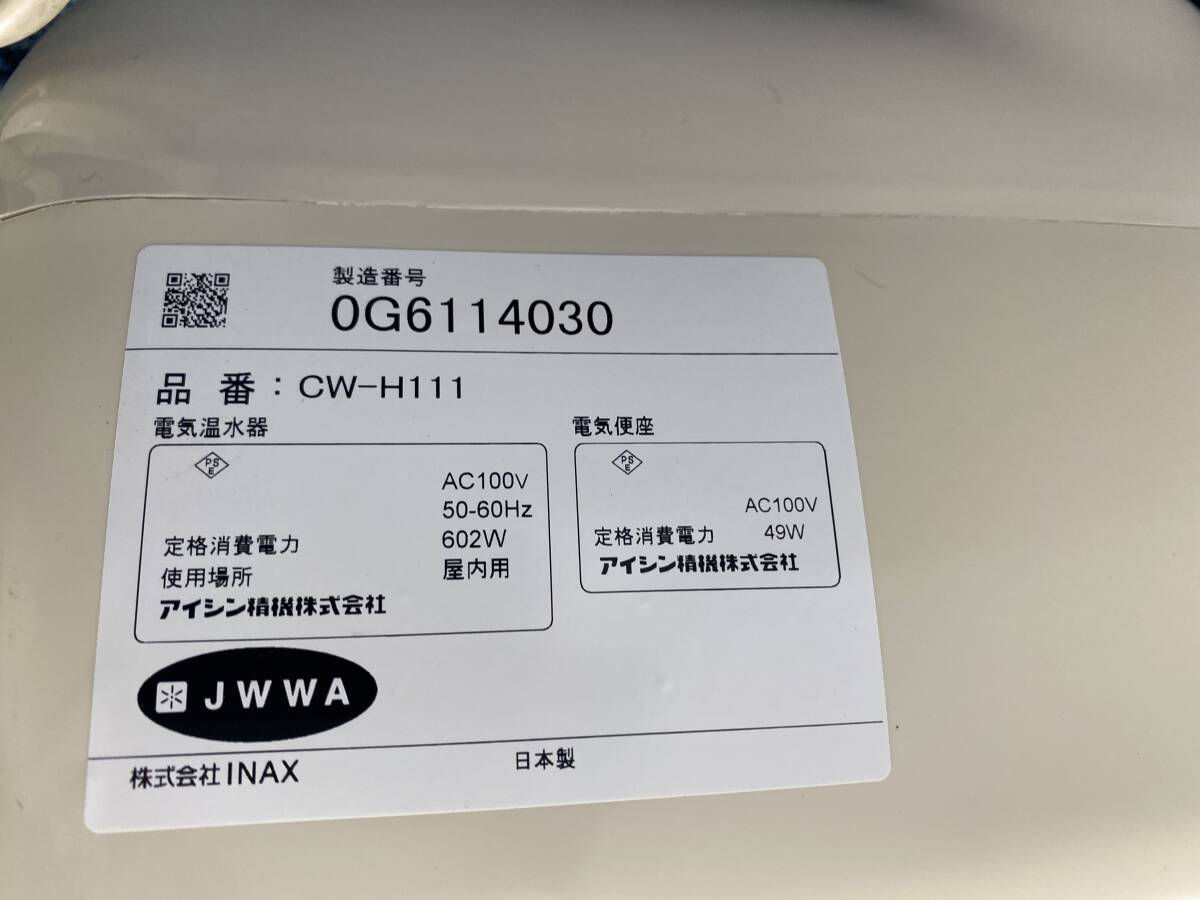 製造番号
0G6114030
品 番：CW-H111
電気温水器
PS
E
AC100V
50-60Hz
定格消費電力 602W
使用場所 屋内用
アイシン精機株式会社
電気便座
PS
E
AC100V
定格消費電力 49W
アイシン精機株式会社
JWWA
株式会社INAX
日本製